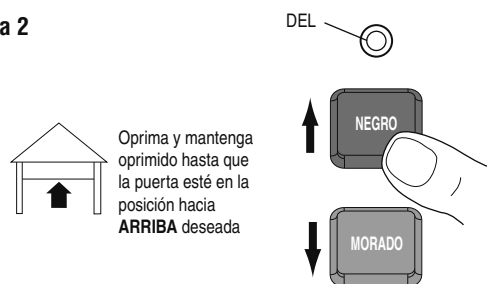 a 2
DEL
NEGRO
Oprima y mantenga
oprimido hasta que
la puerta esté en la
posición hacia
ARRIBA deseada
MORADO